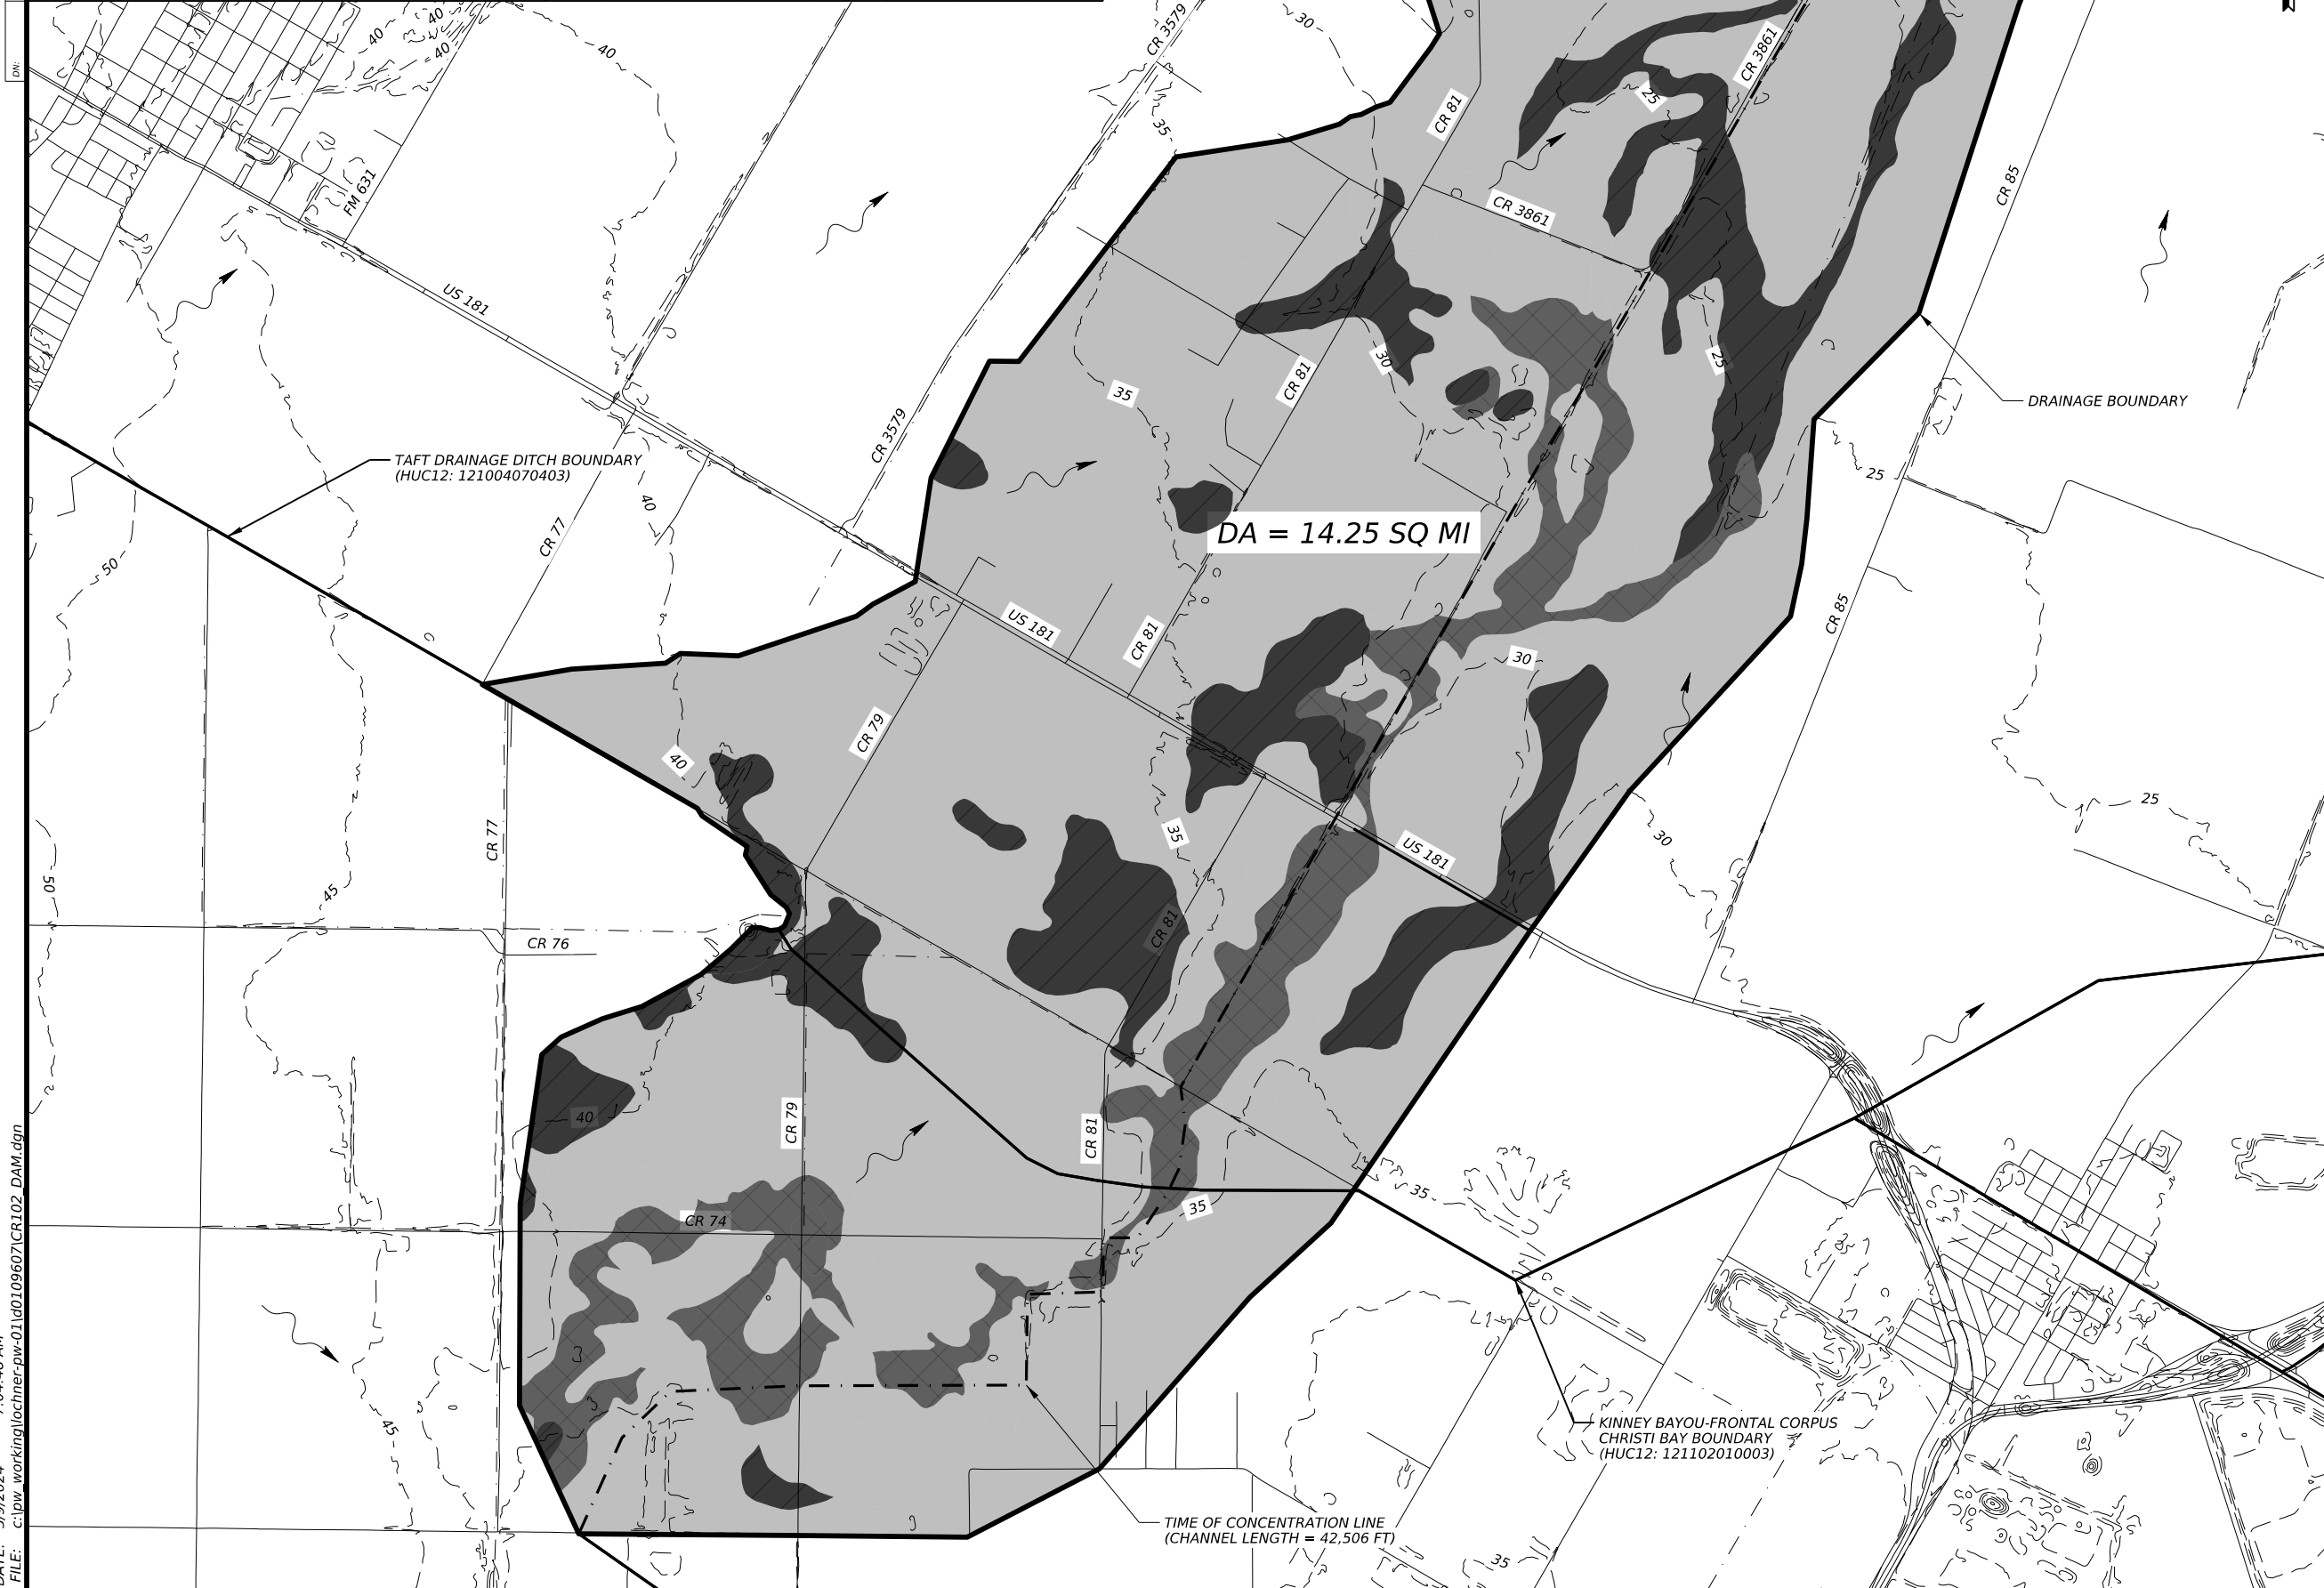 DN:
40
40
40
40
30
CR 3579
CR 3861
25
CR 81
35
CR 85
FM 631
CR 3861
US 181
30
25
35
CR 81
DRAINAGE BOUNDARY
CR 3579
TAFT DRAINAGE DITCH BOUNDARY
(HUC12: 121004070403)
25
40
CR 77
DA = 14.25 SQ MI
50
US 181
CR 81
CR 85
30
CR 79
40
25
35
30
CR 77
US 181
50
45
CR 81
CR 76
40
CR 79
CR 81
35
35
CR 74
45
KINNEY BAYOU-FRONTAL CORPUS
CHRISTI BAY BOUNDARY
(HUC12: 121102010003)
TIME OF CONCENTRATION LINE
(CHANNEL LENGTH = 42,506 FT)
35
DATE:
FILE: c:\pw_working\lochner-pw-01\d0109607\CR102_DAM.dgn